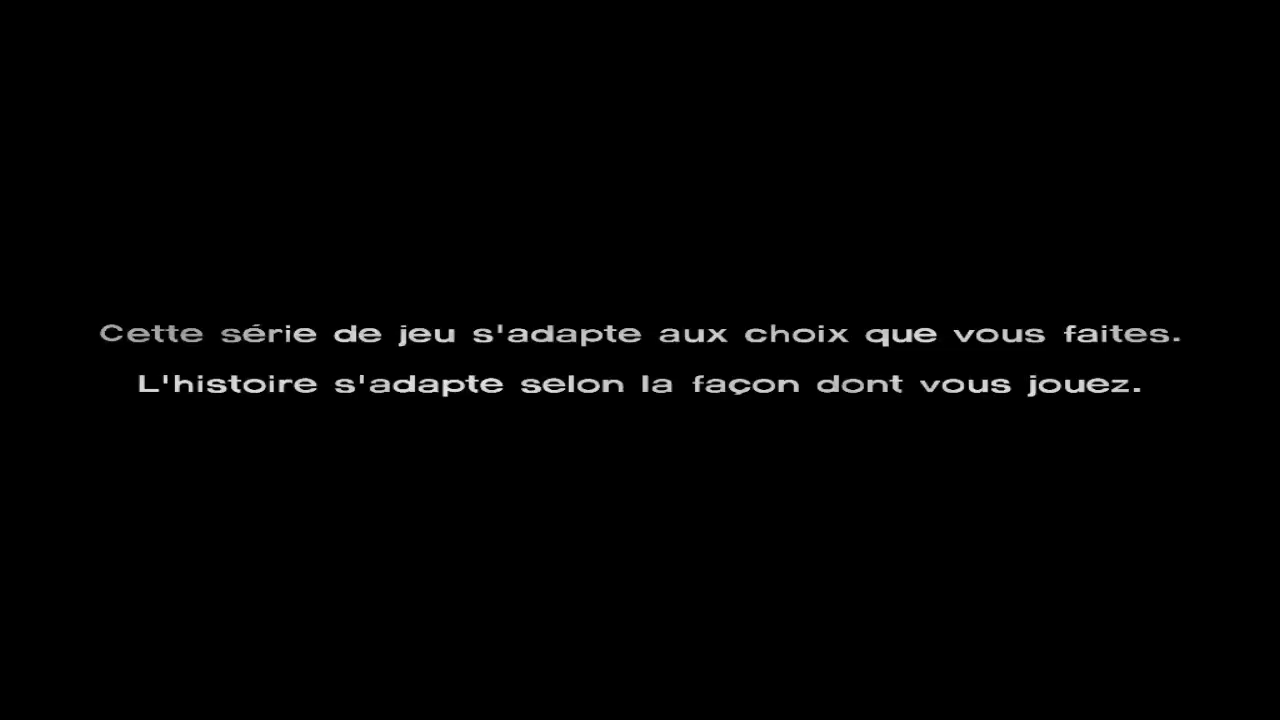 Cette série de jeu s'adapte aux choix que vous faites.
L'histoire s'adapte selon la façon dont vous jouez.